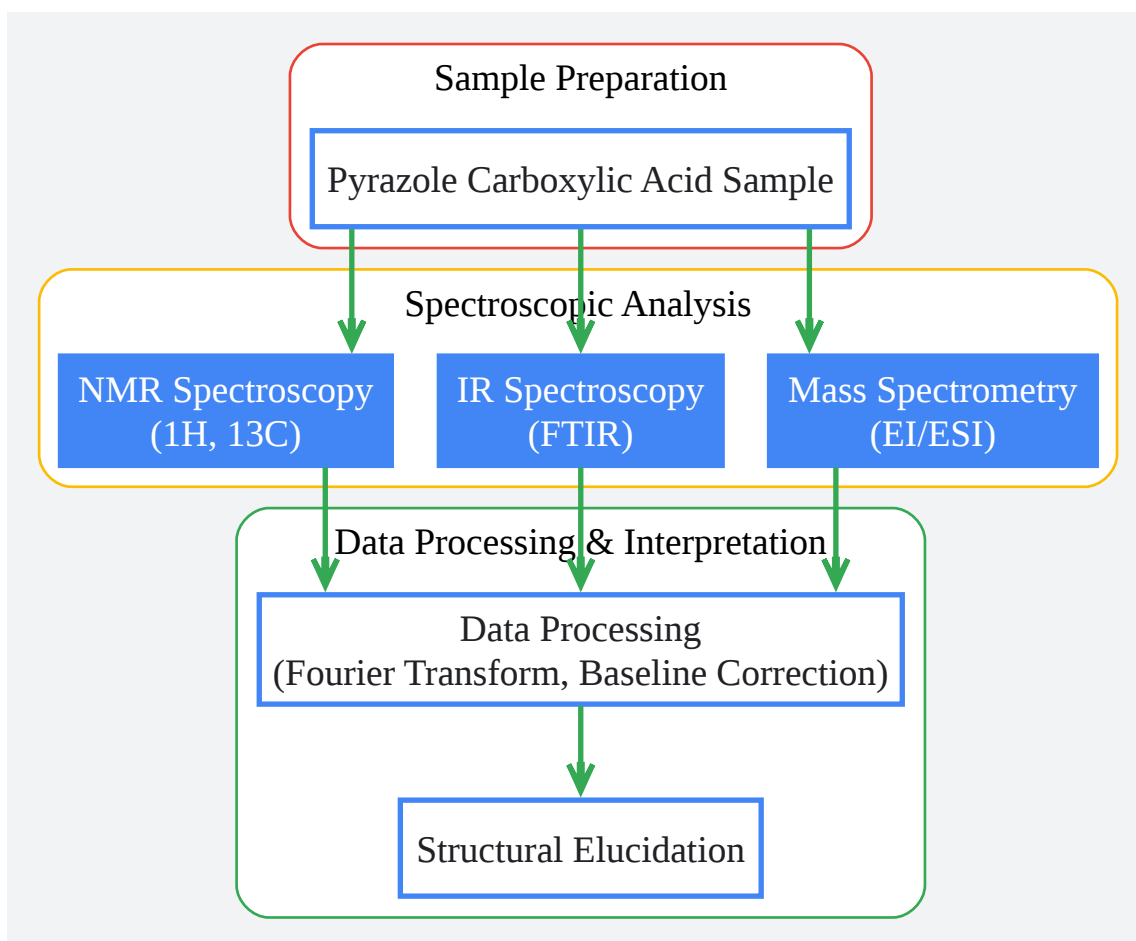 Sample Preparation
Pyrazole Carboxylic Acid Sample
Spectroscopic Analysis
NMR Spectroscopy
(1H, 13C)
IR Spectroscopy
(FTIR)
Mass Spectrometry
(EI/ESI)
Data Processing & Interpretation
Data Processing
(Fourier Transform, Baseline Correction)
Structural Elucidation